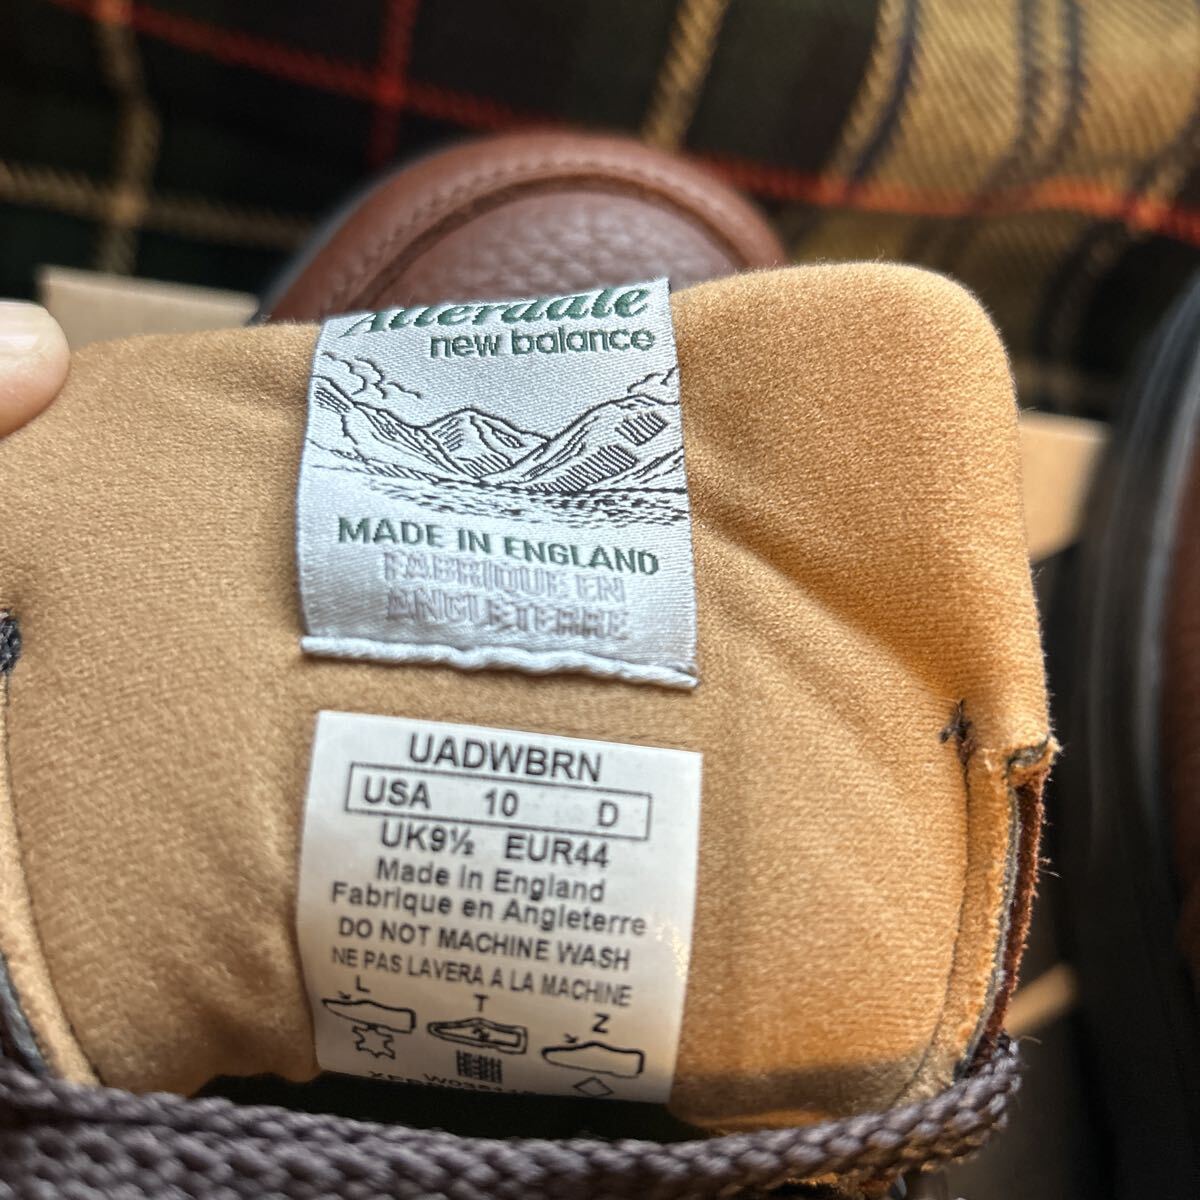 Allerdale
new balance
MADE IN ENGLAND
FABRIQUE EN
ANGLETERRE
UADWBRN
USA 10 D
UK9½ EUR44
Made in England
Fabrique en Angleterre
DO NOT MACHINE WASH
NE PAS LAVERA A LA MACHINE
L T Z